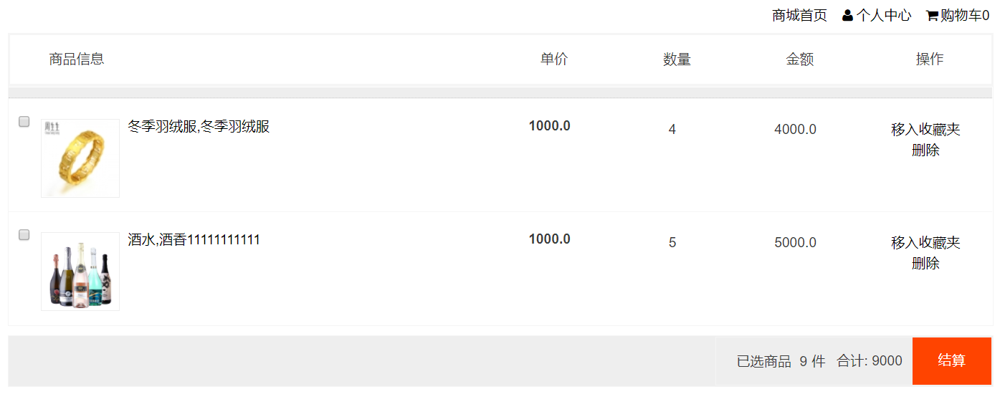 商城首页 个人中心 购物车0
商品信息 单价 数量 金额 操作
周生生
冬季羽绒服,冬季羽绒服 1000.0 4 4000.0 移入收藏夹
删除
酒水,酒香11111111111 1000.0 5 5000.0 移入收藏夹
删除
已选商品 9 件 合计: 9000 结算